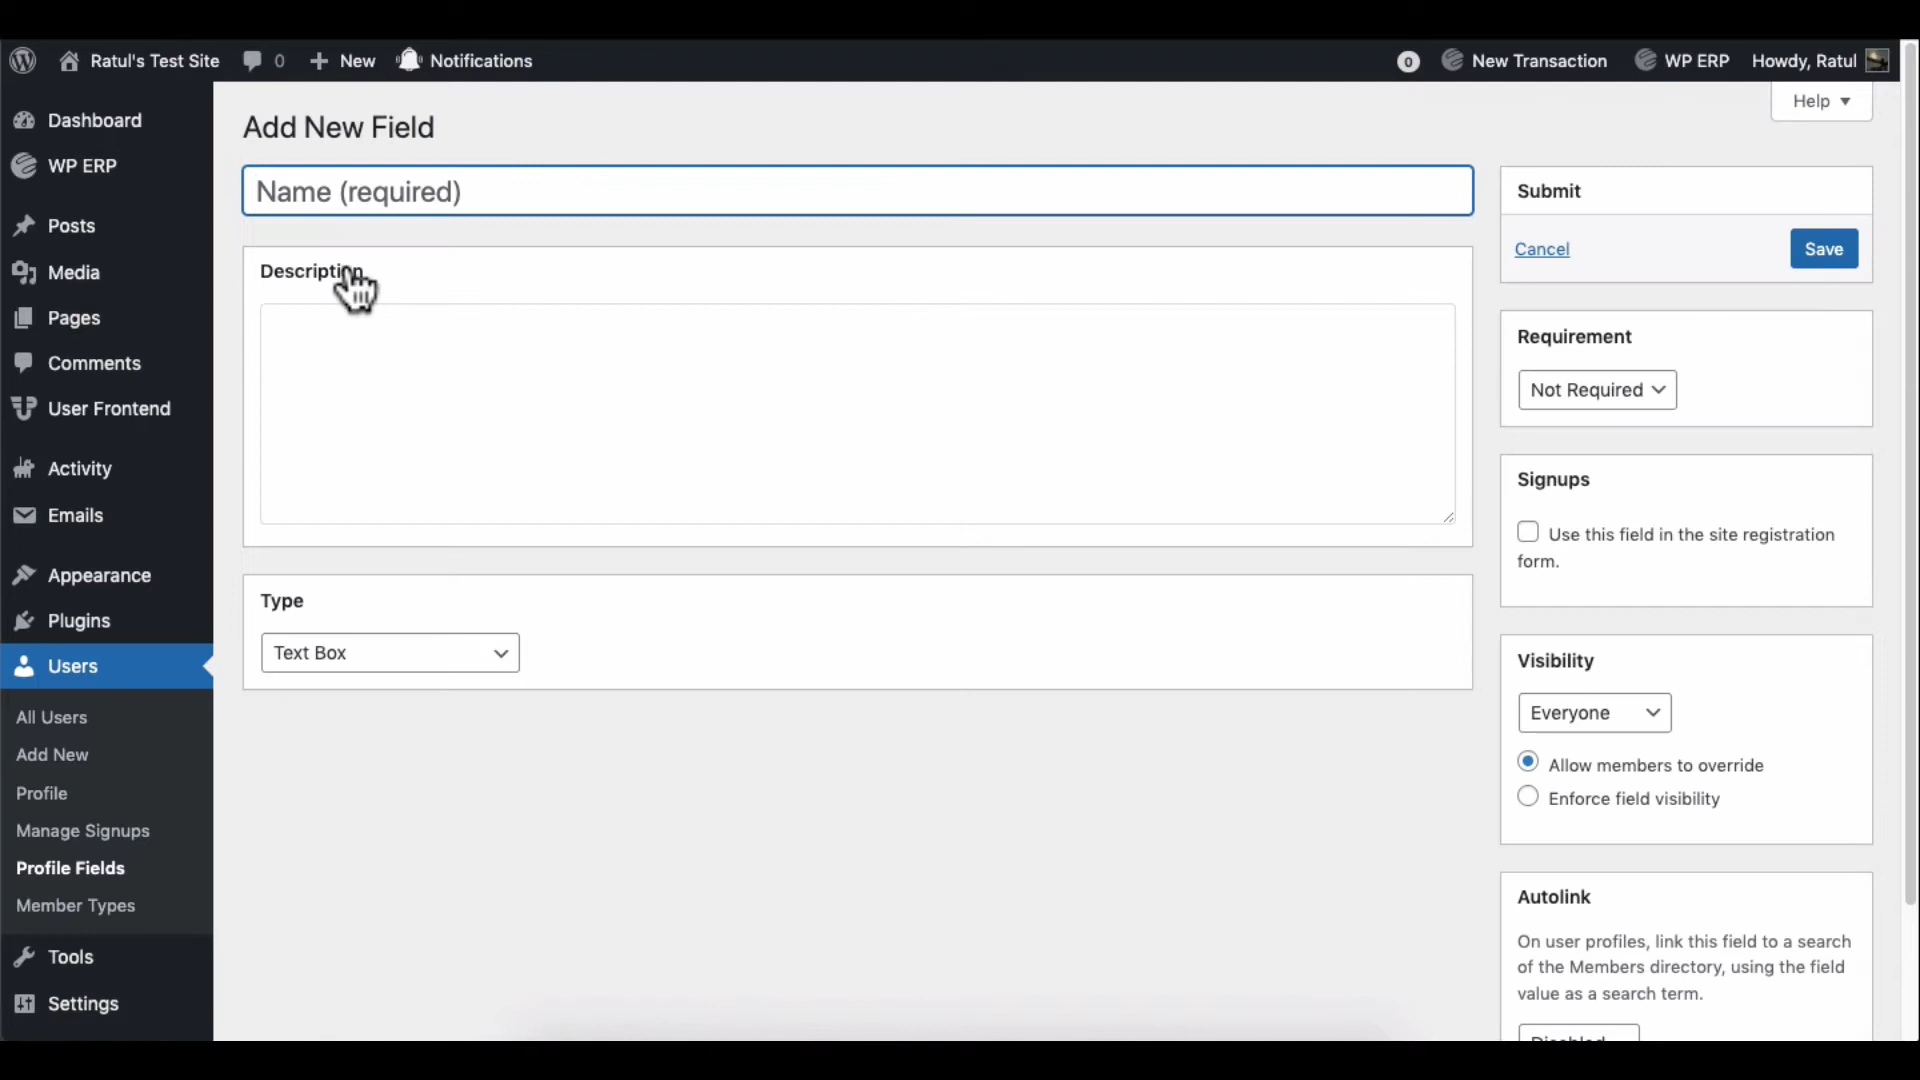 Ratul's Test Site
0
New
Notifications
0
New Transaction
WP ERP
Howdy, Ratul
Help
Dashboard
WP ERP
Posts
Media
Pages
Comments
User Frontend
Activity
Emails
Appearance
Plugins
Users
All Users
Add New
Profile
Manage Signups
Profile Fields
Member Types
Tools
Settings
Add New Field
Name (required)
Description
Type
Text Box
Submit
Cancel
Save
Requirement
Not Required
Signups
Use this field in the site registration
form.
Visibility
Everyone
Allow members to override
Enforce field visibility
Autolink
On user profiles, link this field to a search
of the Members directory, using the field
value as a search term.
Disabled